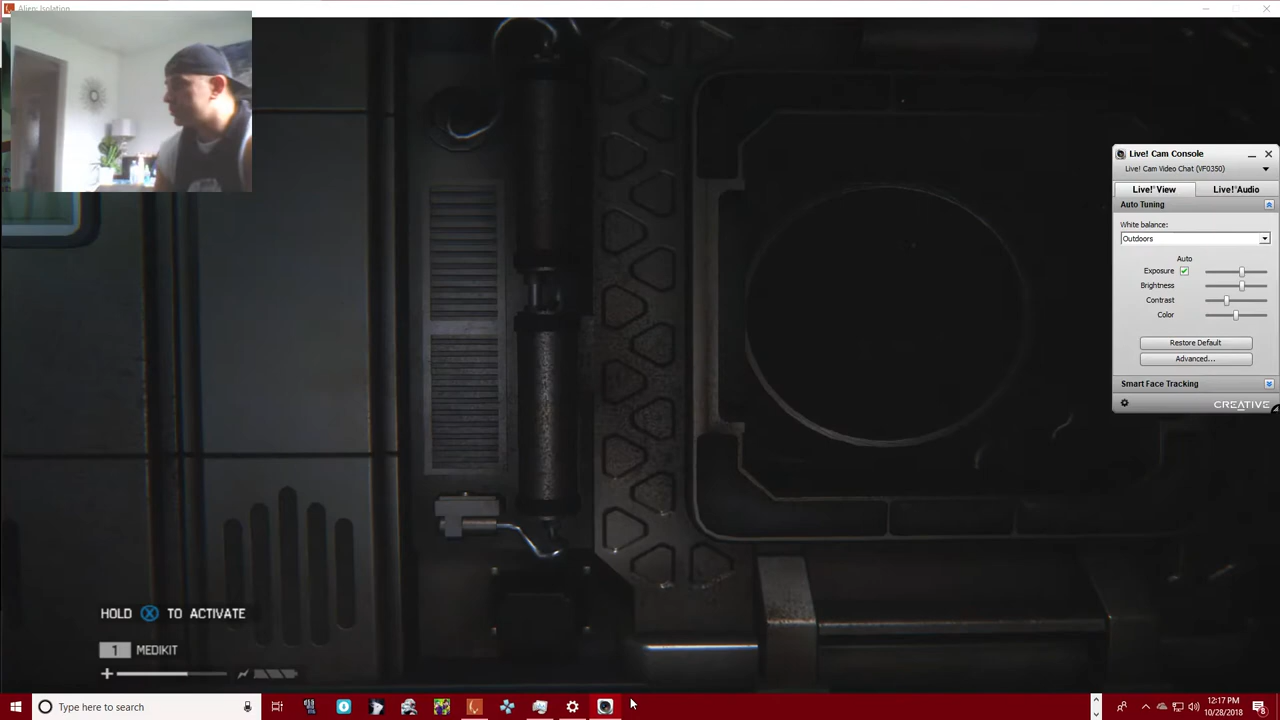 Alien: Isolation
Live! Cam Console
Live! Cam Video Chat (VF0350)
Live! View
Live! Audio
Auto Tuning
White balance:
Outdoors
Auto
Exposure
Brightness
Contrast
Color
Restore Default
Advanced...
Smart Face Tracking
CREATIVE
HOLD X TO ACTIVATE
1 MEDIKIT
Type here to search
12:17 PM
10/28/2018
8